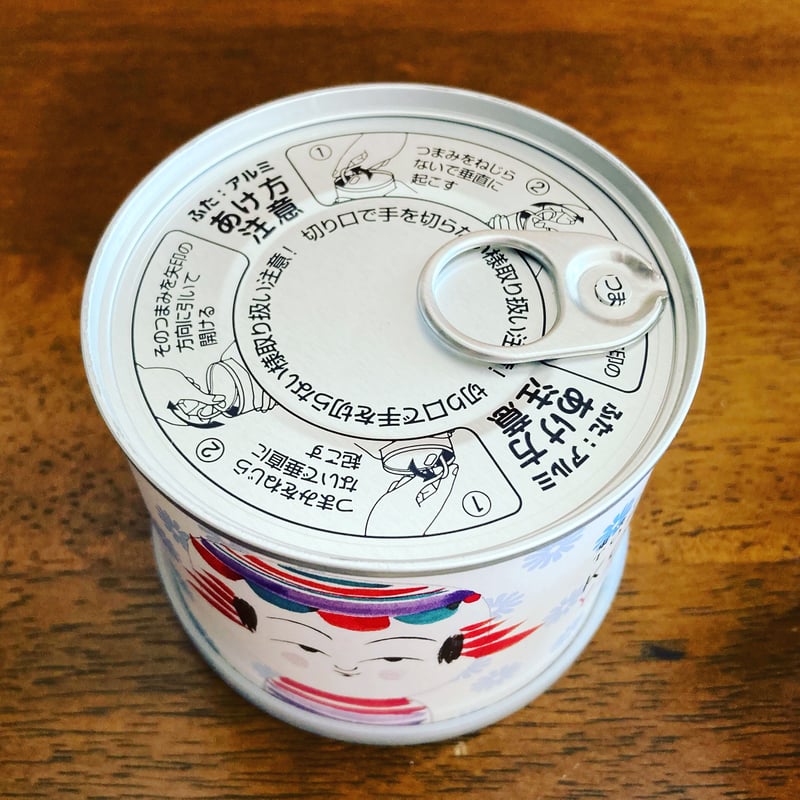 ふた：アルミ
あけ方
注意
①
つまみをねじら
ないで垂直に
起こす
②
そのつまみを矢印の
方向に引いて
開ける
切り口で手を切らな
様取り扱い注
！
切り口で手を切らない様取り扱い注意！
つま
印の
ふた：アルミ
あけ方
注意
①
つまみをねじら
ないで垂直に
起こす
②